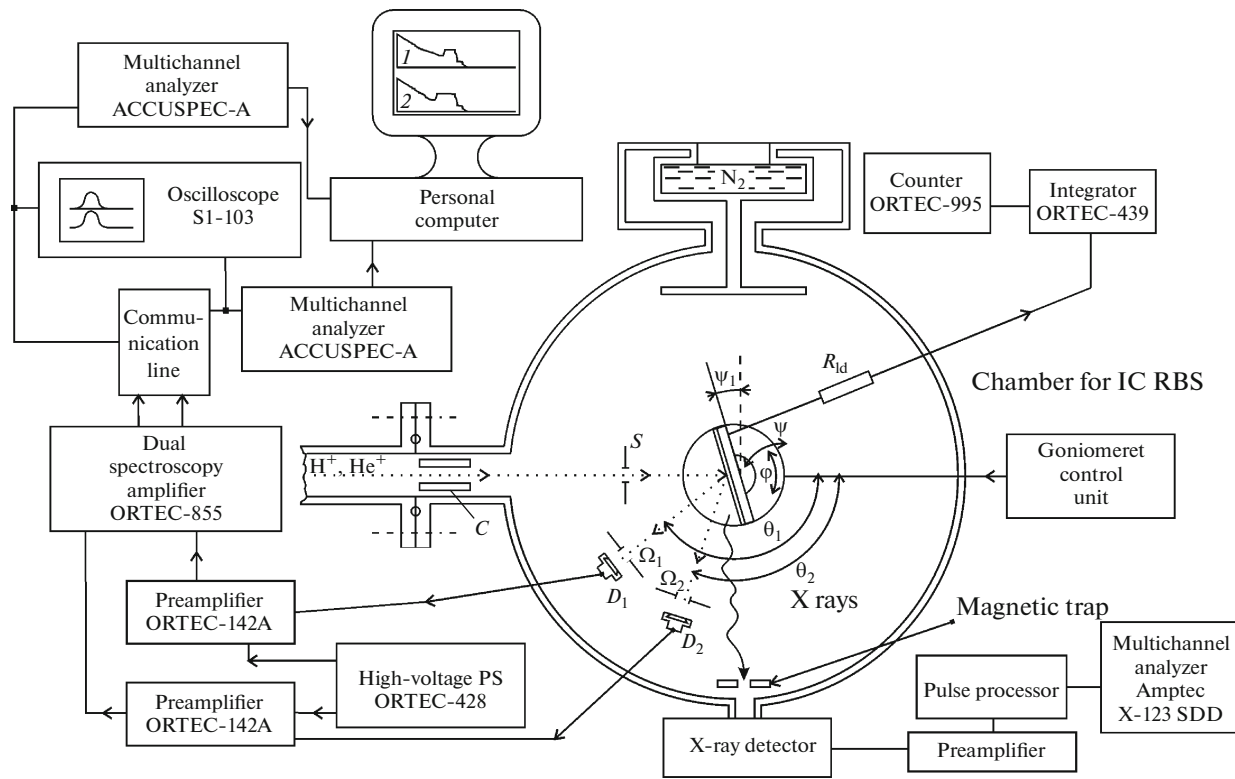 Multichannel
analyzer
ACCUSPEC-A
1
2
Oscilloscope
S1-103
Personal
computer
N2
Counter
ORTEC-995
Integrator
ORTEC-439
Commu-
nication
line
Multichannel
analyzer
ACCUSPEC-A
Rld
Chamber for IC RBS
ψ1
ψ
φ
S
H+, He+
C
Dual
spectroscopy
amplifier
ORTEC-855
Goniomeret
control
unit
θ1
θ2
Ω1
Ω2
D1
D2
X rays
Magnetic trap
Preamplifier
ORTEC-142A
High-voltage PS
ORTEC-428
Preamplifier
ORTEC-142A
X-ray detector
Pulse processor
Preamplifier
Multichannel
analyzer
Amptec
X-123 SDD